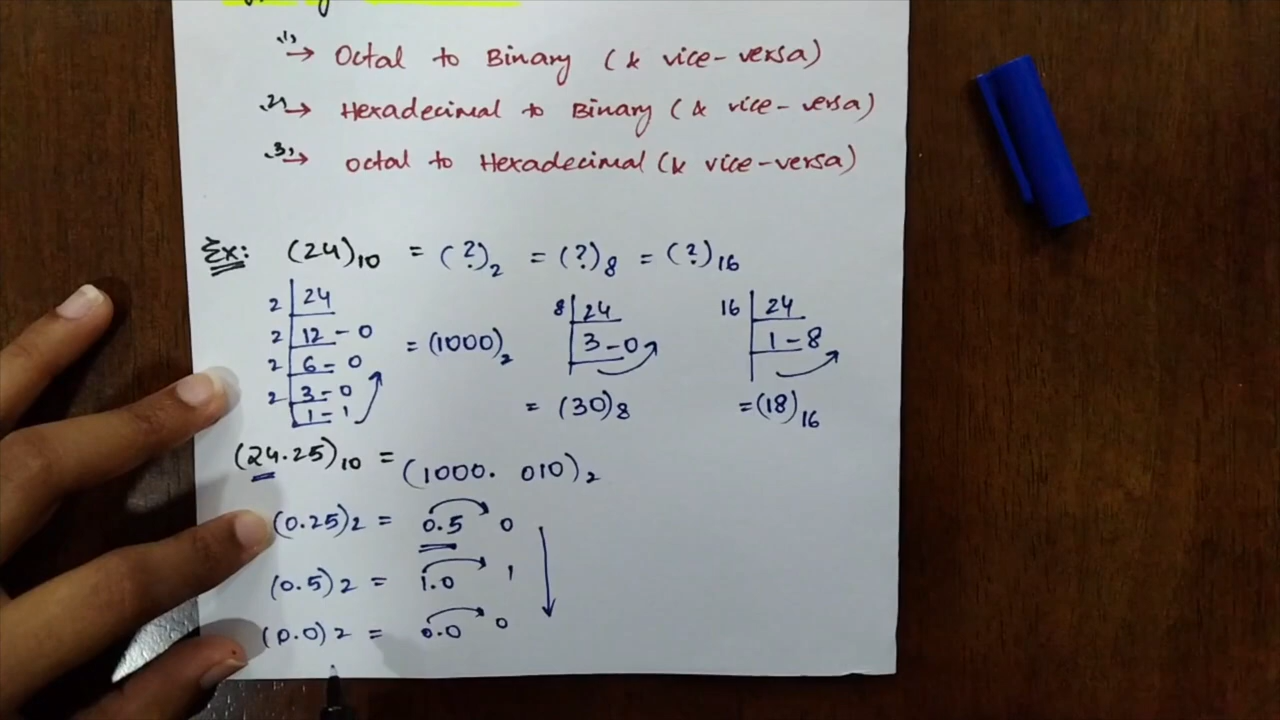 1) → Octal to Binary (& vice-versa)
2) → Hexadecimal to Binary (& vice-versa)
3) → Octal to Hexadecimal (& vice-versa)
Ex: (24)₁₀ = (?)₂ = (?)₈ = (?)₁₆
2 | 24
2 | 12 - 0
2 | 6 - 0
2 | 3 - 0
1 - 1
= (1000)₂
8 | 24
3 - 0
= (30)₈
16 | 24
1 - 8
= (18)₁₆
(24.25)₁₀ = (1000. 010)₂
(0.25)2 = 0.5 0
(0.5)2 = 1.0 1
(0.0)2 = 0.0 0